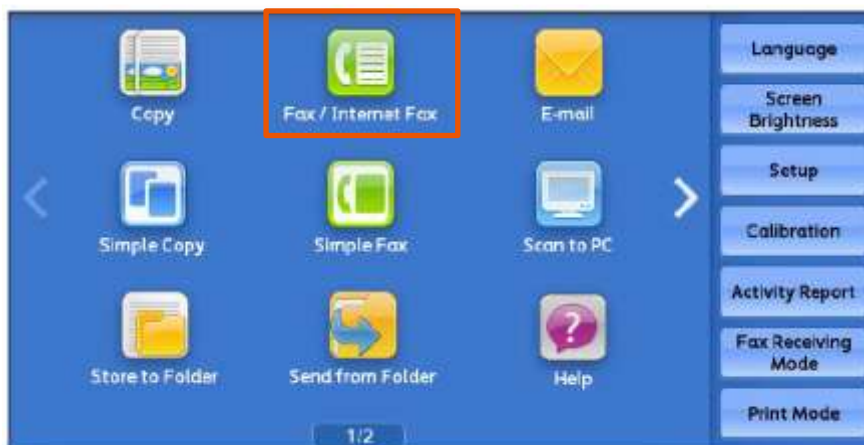 Copy
Fax / Internet Fax
E-mail
Simple Copy
Simple Fax
Scan to PC
Store to Folder
Send from Folder
Help
1/2
Language
Screen
Brightness
Setup
Calibration
Activity Report
Fax Receiving
Mode
Print Mode